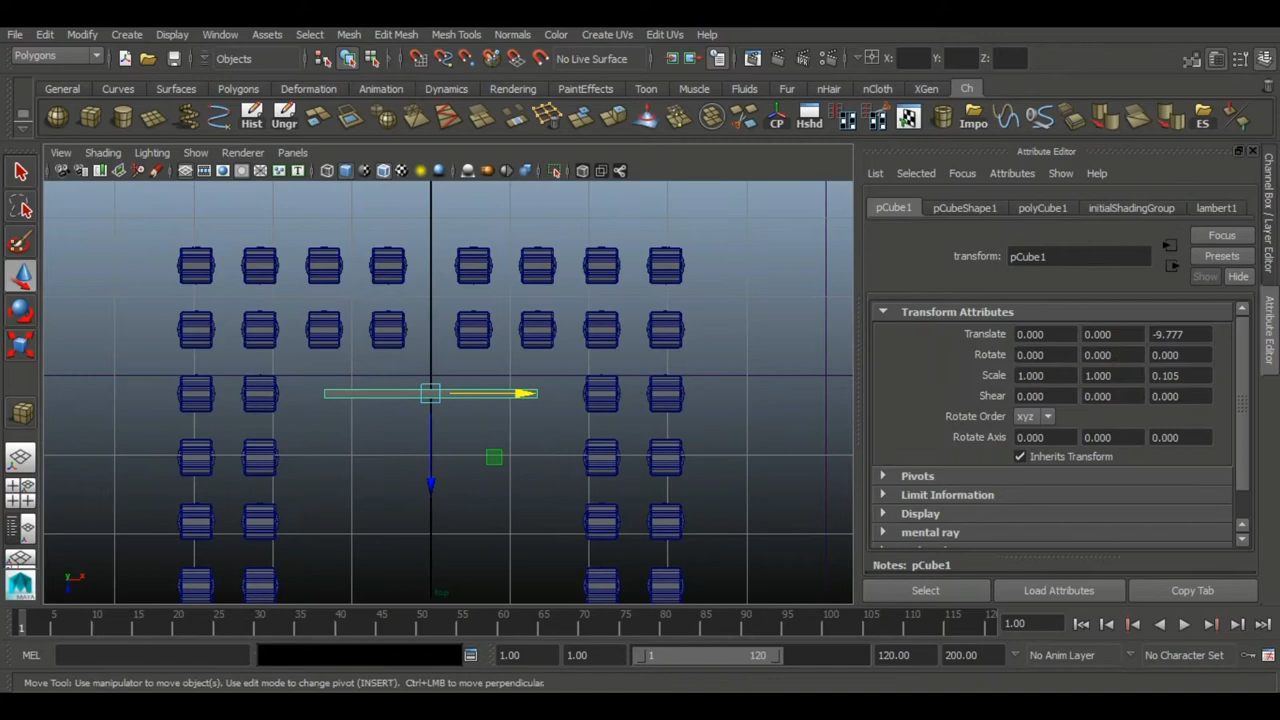 File Edit Modify Create Display Window Assets Select Mesh Edit Mesh Mesh Tools Normals Color Create UVs Edit UVs Help
Polygons Objects No Live Surface X: Y: Z:
General Curves Surfaces Polygons Deformation Animation Dynamics Rendering PaintEffects Toon Muscle Fluids Fur nHair nCloth XGen Ch
Hist Ungr CP Hshd Impo ES
View Shading Lighting Show Renderer Panels
Attribute Editor
List Selected Focus Attributes Show Help
pCube1 pCubeShape1 polyCube1 initialShadingGroup lambert1
Focus
transform: pCube1
Presets
Show Hide
Transform Attributes
Translate 0.000 0.000 -9.777
Rotate 0.000 0.000 0.000
Scale 1.000 1.000 0.105
Shear 0.000 0.000 0.000
Rotate Order xyz
Rotate Axis 0.000 0.000 0.000
Inherits Transform
Pivots
Limit Information
Display
mental ray
Notes: pCube1
Select Load Attributes Copy Tab
Channel Box / Layer Editor
Attribute Editor
y x
top
1 5 10 15 20 25 30 35 40 45 50 55 60 65 70 75 80 85 90 95 100 105 110 115 120
1.00
MEL 1.00 1.00 1 120 120.00 200.00 No Anim Layer No Character Set
Move Tool: Use manipulator to move object(s). Use edit mode to change pivot (INSERT). Ctrl+LMB to move perpendicular.